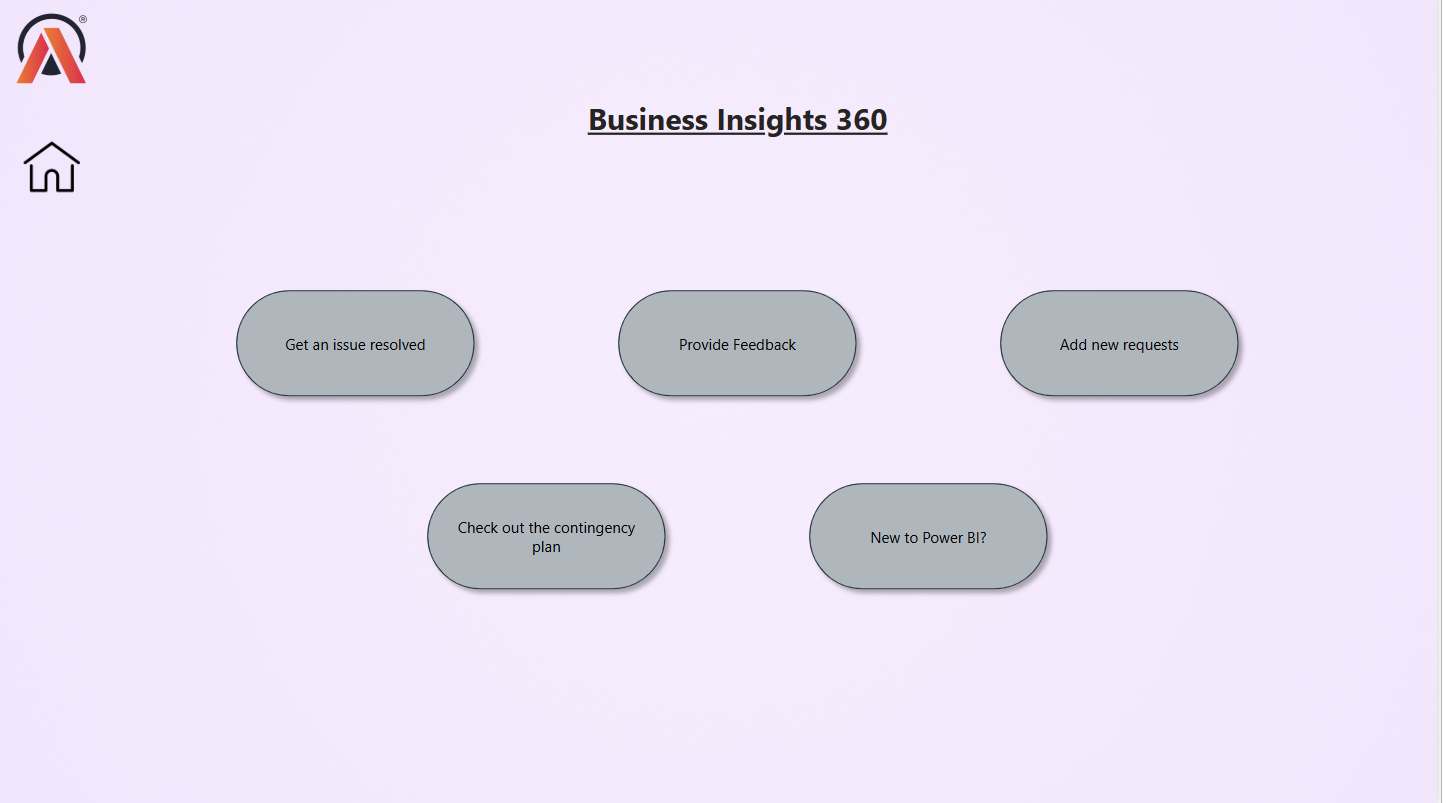 ®
Business Insights 360
Get an issue resolved
Provide Feedback
Add new requests
Check out the contingency
plan
New to Power BI?